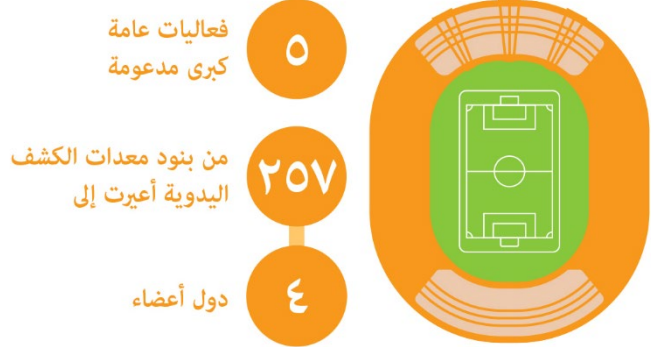 ٥
فعاليات عامة
كبرى مدعومة
٢٥٧
من بنود معدات الكشف
اليدوية أعيرت إلى
٤
دول أعضاء